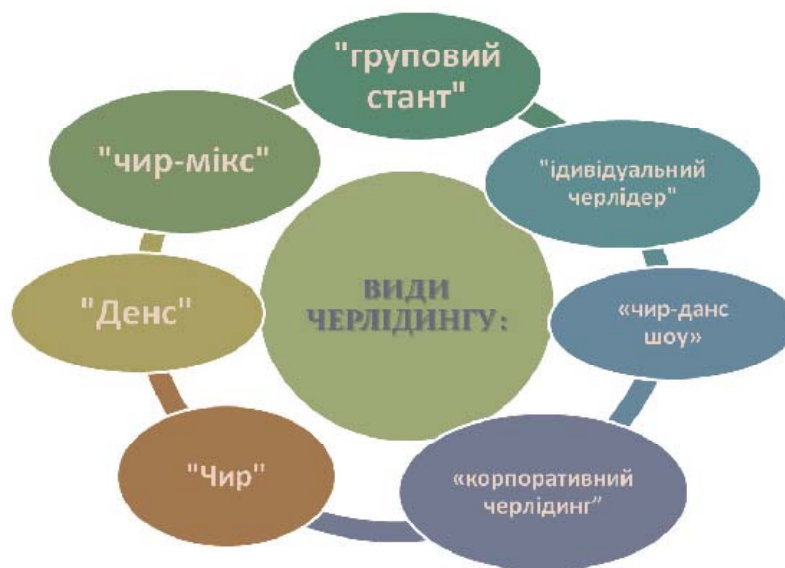 "груповий
стант"
"чир-мікс"
"ідивідуальний
черлідер"
"Денс"
ВИДИ
ЧЕРЛІДИНГУ:
«чир-данс
шоу»
"Чир"
«корпоративний
черлідинг”